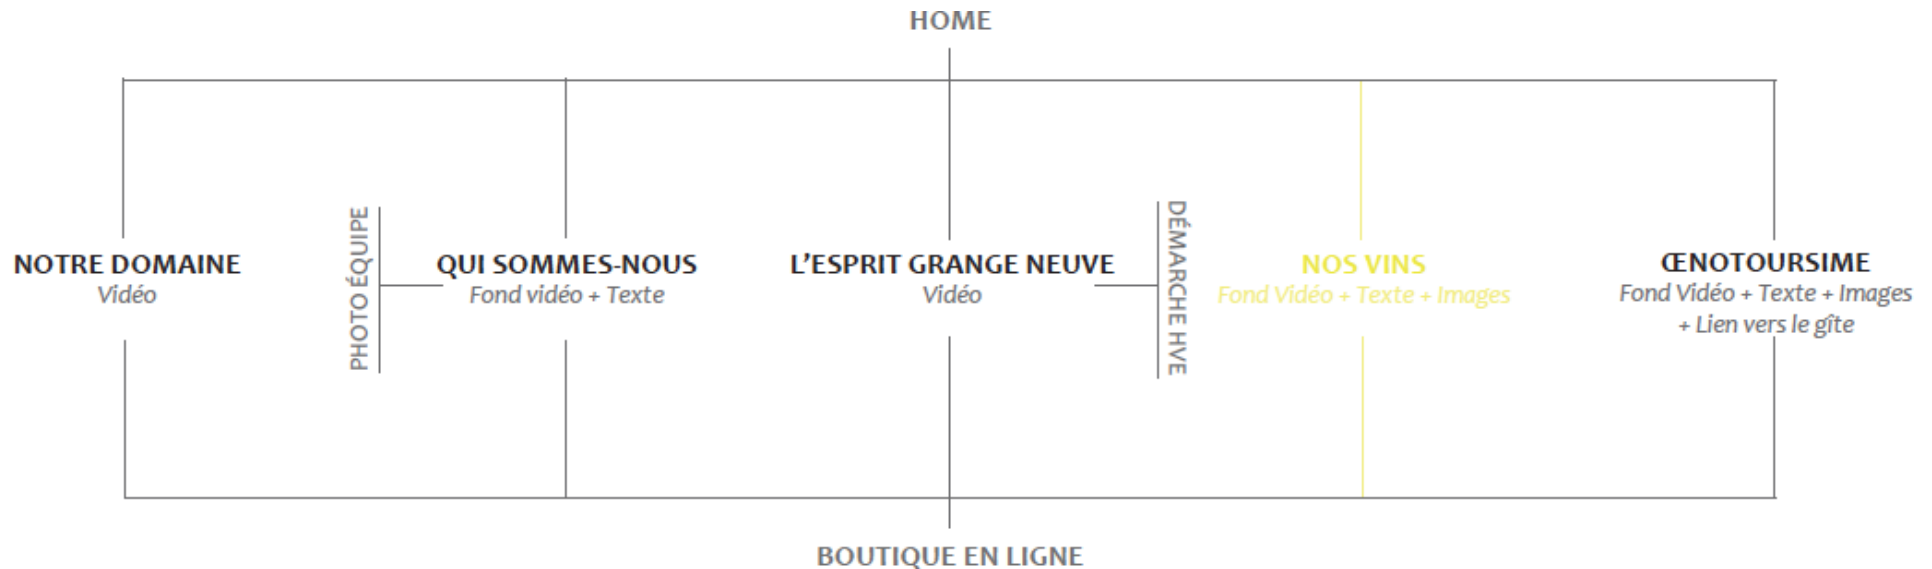 HOME
NOTRE DOMAINE
Vidéo
PHOTO ÉQUIPE
QUI SOMMES-NOUS
Fond vidéo + Texte
L’ESPRIT GRANGE NEUVE
Vidéo
DÉMARCHE HVE
NOS VINS
Fond Vidéo + Texte + Images
ŒNOTOURSIME
Fond Vidéo + Texte + Images
+ Lien vers le gîte
BOUTIQUE EN LIGNE